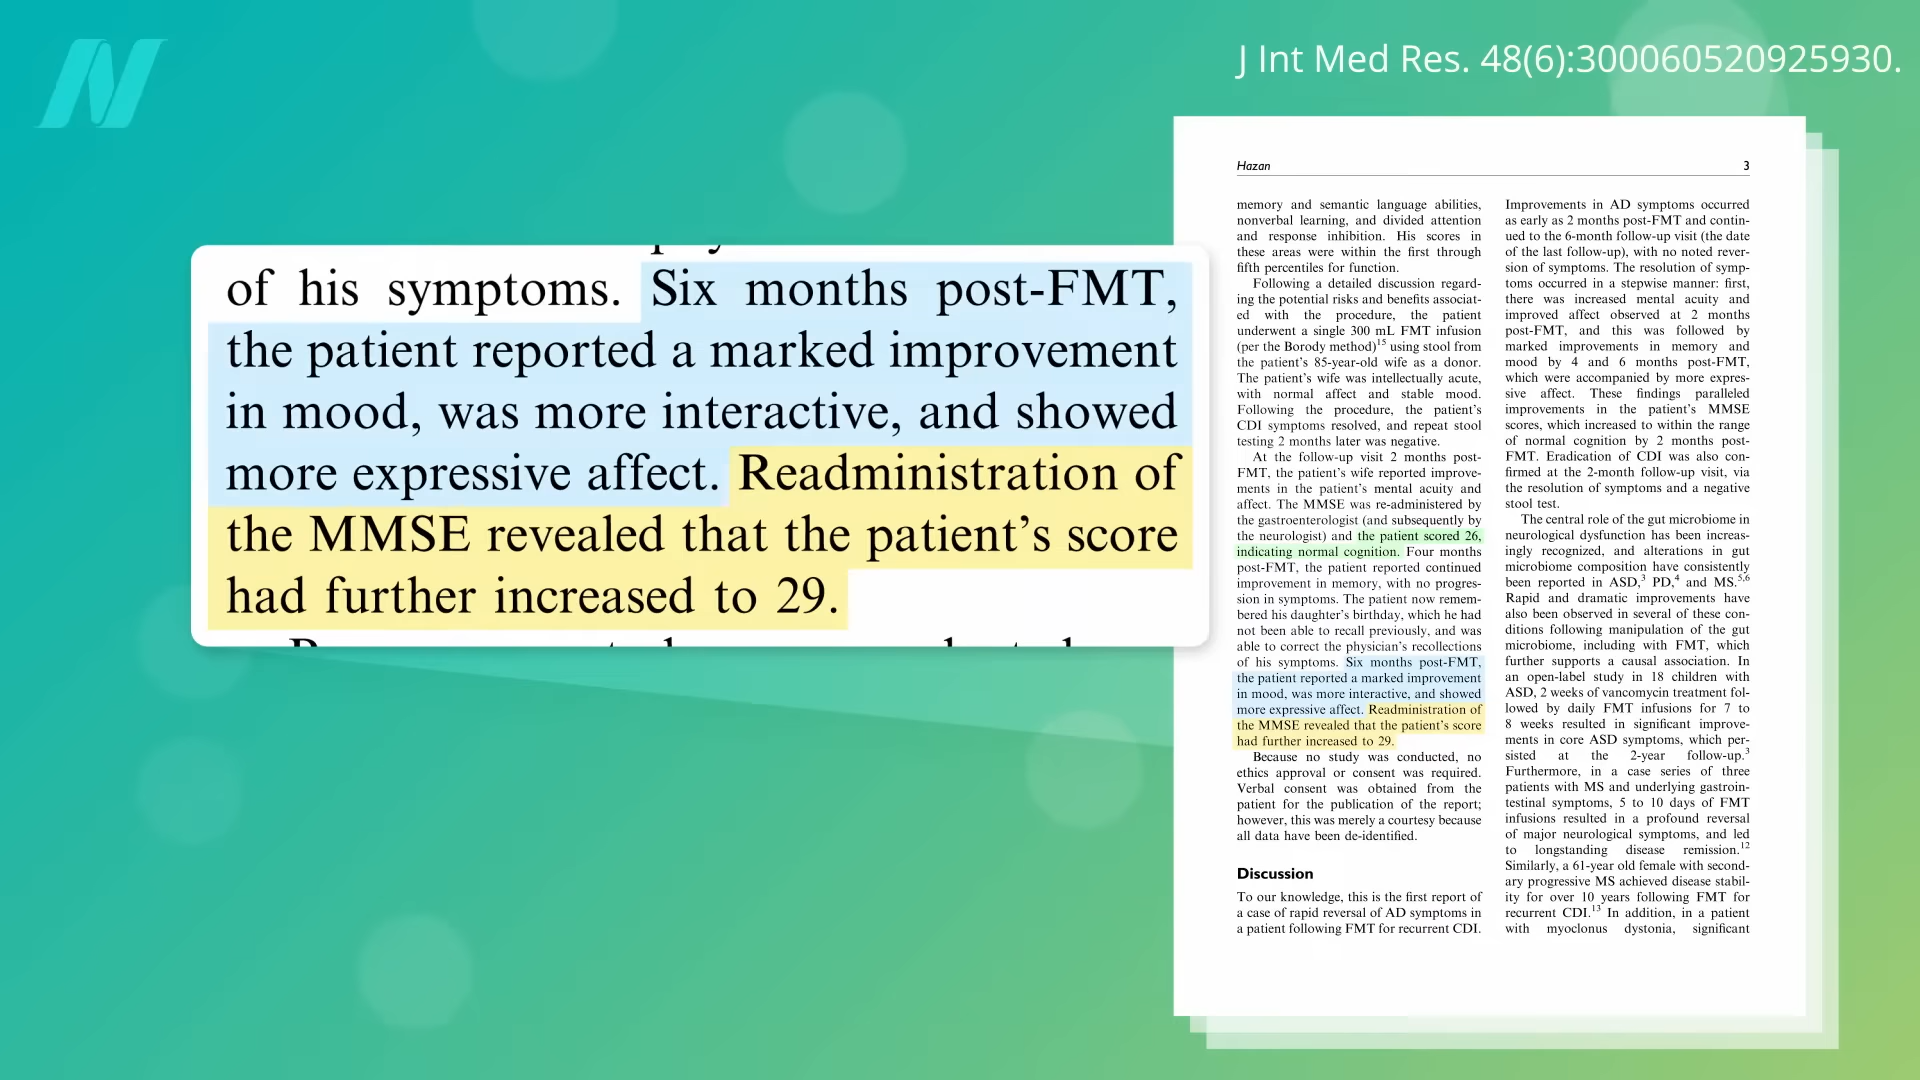 J Int Med Res. 48(6):300060520925930.
of his symptoms. Six months post-FMT,
the patient reported a marked improvement
in mood, was more interactive, and showed
more expressive affect. Readministration of
the MMSE revealed that the patient's score
had further increased to 29.
Hazan
3
memory and semantic language abilities,
nonverbal learning, and divided attention
and response inhibition. His scores in
these areas were within the first through
fifth percentiles for function.
Following a detailed discussion regard-
ing the potential risks and benefits associat-
ed with the procedure, the patient
underwent a single 300 mL FMT infusion
(per the Borody method)15 using stool from
the patient's 85-year-old wife as a donor.
The patient's wife was intellectually acute,
with normal affect and stable mood.
Following the procedure, the patient's
CDI symptoms resolved, and repeat stool
testing 2 months later was negative.
At the follow-up visit 2 months post-
FMT, the patient's wife reported improve-
ments in the patient's mental acuity and
affect. The MMSE was re-administered by
the gastroenterologist (and subsequently by
the neurologist) and the patient scored 26,
indicating normal cognition. Four months
post-FMT, the patient reported continued
improvement in memory, with no progres-
sion in symptoms. The patient now remem-
bered his daughter's birthday, which he had
not been able to recall previously, and was
able to correct the physician's recollections
of his symptoms. Six months post-FMT,
the patient reported a marked improvement
in mood, was more interactive, and showed
more expressive affect. Readministration of
the MMSE revealed that the patient's score
had further increased to 29.
Because no study was conducted, no
ethics approval or consent was required.
Verbal consent was obtained from the
patient for the publication of the report;
however, this was merely a courtesy because
all data have been de-identified.
Discussion
To our knowledge, this is the first report of
a case of rapid reversal of AD symptoms in
a patient following FMT for recurrent CDI.
Improvements in AD symptoms occurred
as early as 2 months post-FMT and contin-
ued to the 6-month follow-up visit (the date
of the last follow-up), with no noted rever-
sion of symptoms. The resolution of symp-
toms occurred in a stepwise manner: first,
there was increased mental acuity and
improved affect observed at 2 months
post-FMT, and this was followed by
marked improvements in memory and
mood by 4 and 6 months post-FMT,
which were accompanied by more expres-
sive affect. These findings paralleled
improvements in the patient's MMSE
scores, which increased to within the range
of normal cognition by 2 months post-
FMT. Eradication of CDI was also con-
firmed at the 2-month follow-up visit, via
the resolution of symptoms and a negative
stool test.
The central role of the gut microbiome in
neurological dysfunction has been increas-
ingly recognized, and alterations in gut
microbiome composition have consistently
been reported in ASD,3 PD,4 and MS.5,6
Rapid and dramatic improvements have
also been observed in several of these con-
ditions following manipulation of the gut
microbiome, including with FMT, which
further supports a causal association. In
an open-label study in 18 children with
ASD, 2 weeks of vancomycin treatment fol-
lowed by daily FMT infusions for 7 to
8 weeks resulted in significant improve-
ments in core ASD symptoms, which per-
sisted at the 2-year follow-up.3
Furthermore, in a case series of three
patients with MS and underlying gastroin-
testinal symptoms, 5 to 10 days of FMT
infusions resulted in a profound reversal
of major neurological symptoms, and led
to longstanding disease remission.12
Similarly, a 61-year old female with second-
ary progressive MS achieved disease stabil-
ity for over 10 years following FMT for
recurrent CDI.13 In addition, in a patient
with myoclonus dystonia, significant